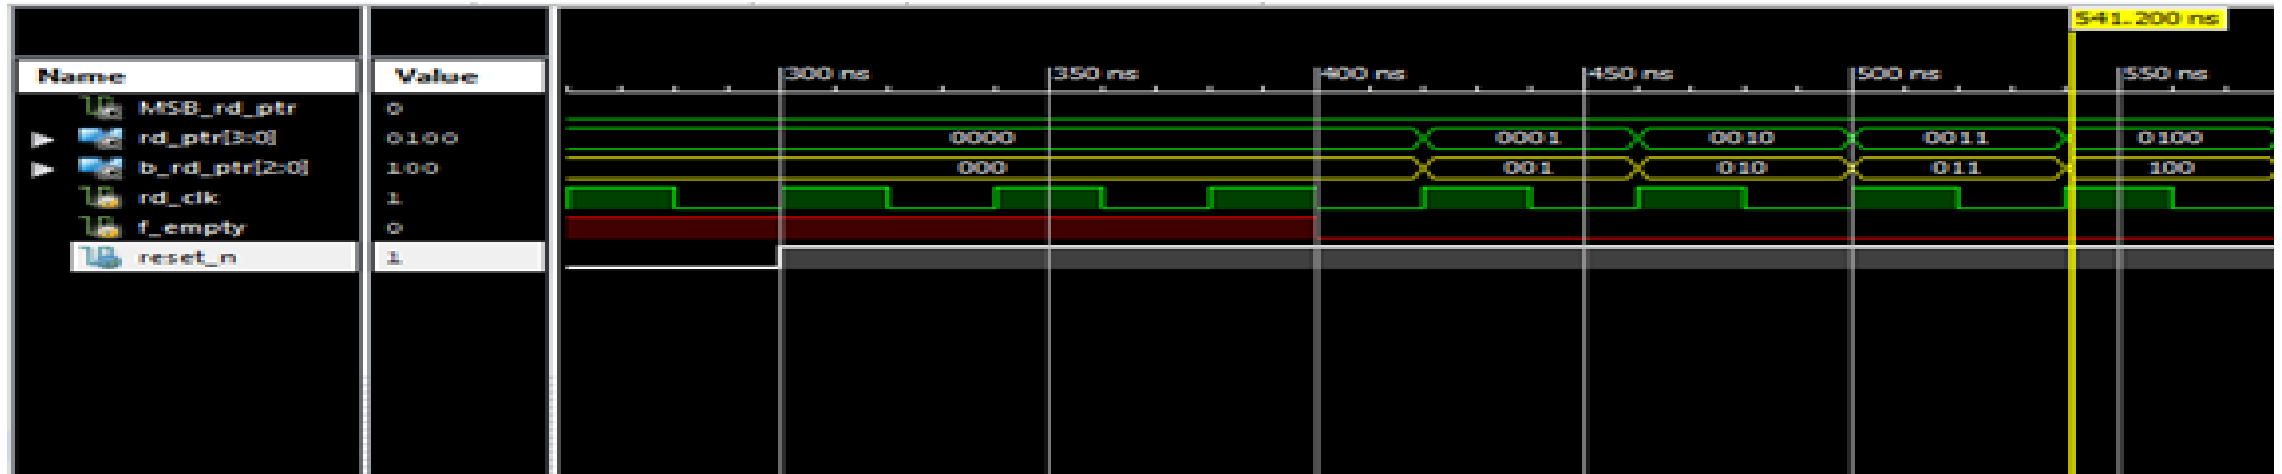 541.200 ns
Name Value 300 ns 350 ns 400 ns 450 ns 500 ns 550 ns
MSB_rd_ptr 0
rd_ptr[3:0] 0100 0000 0001 0010 0011 0100
b_rd_ptr[2:0] 100 000 001 010 011 100
rd_clk 1
f_empty 0
reset_n 1